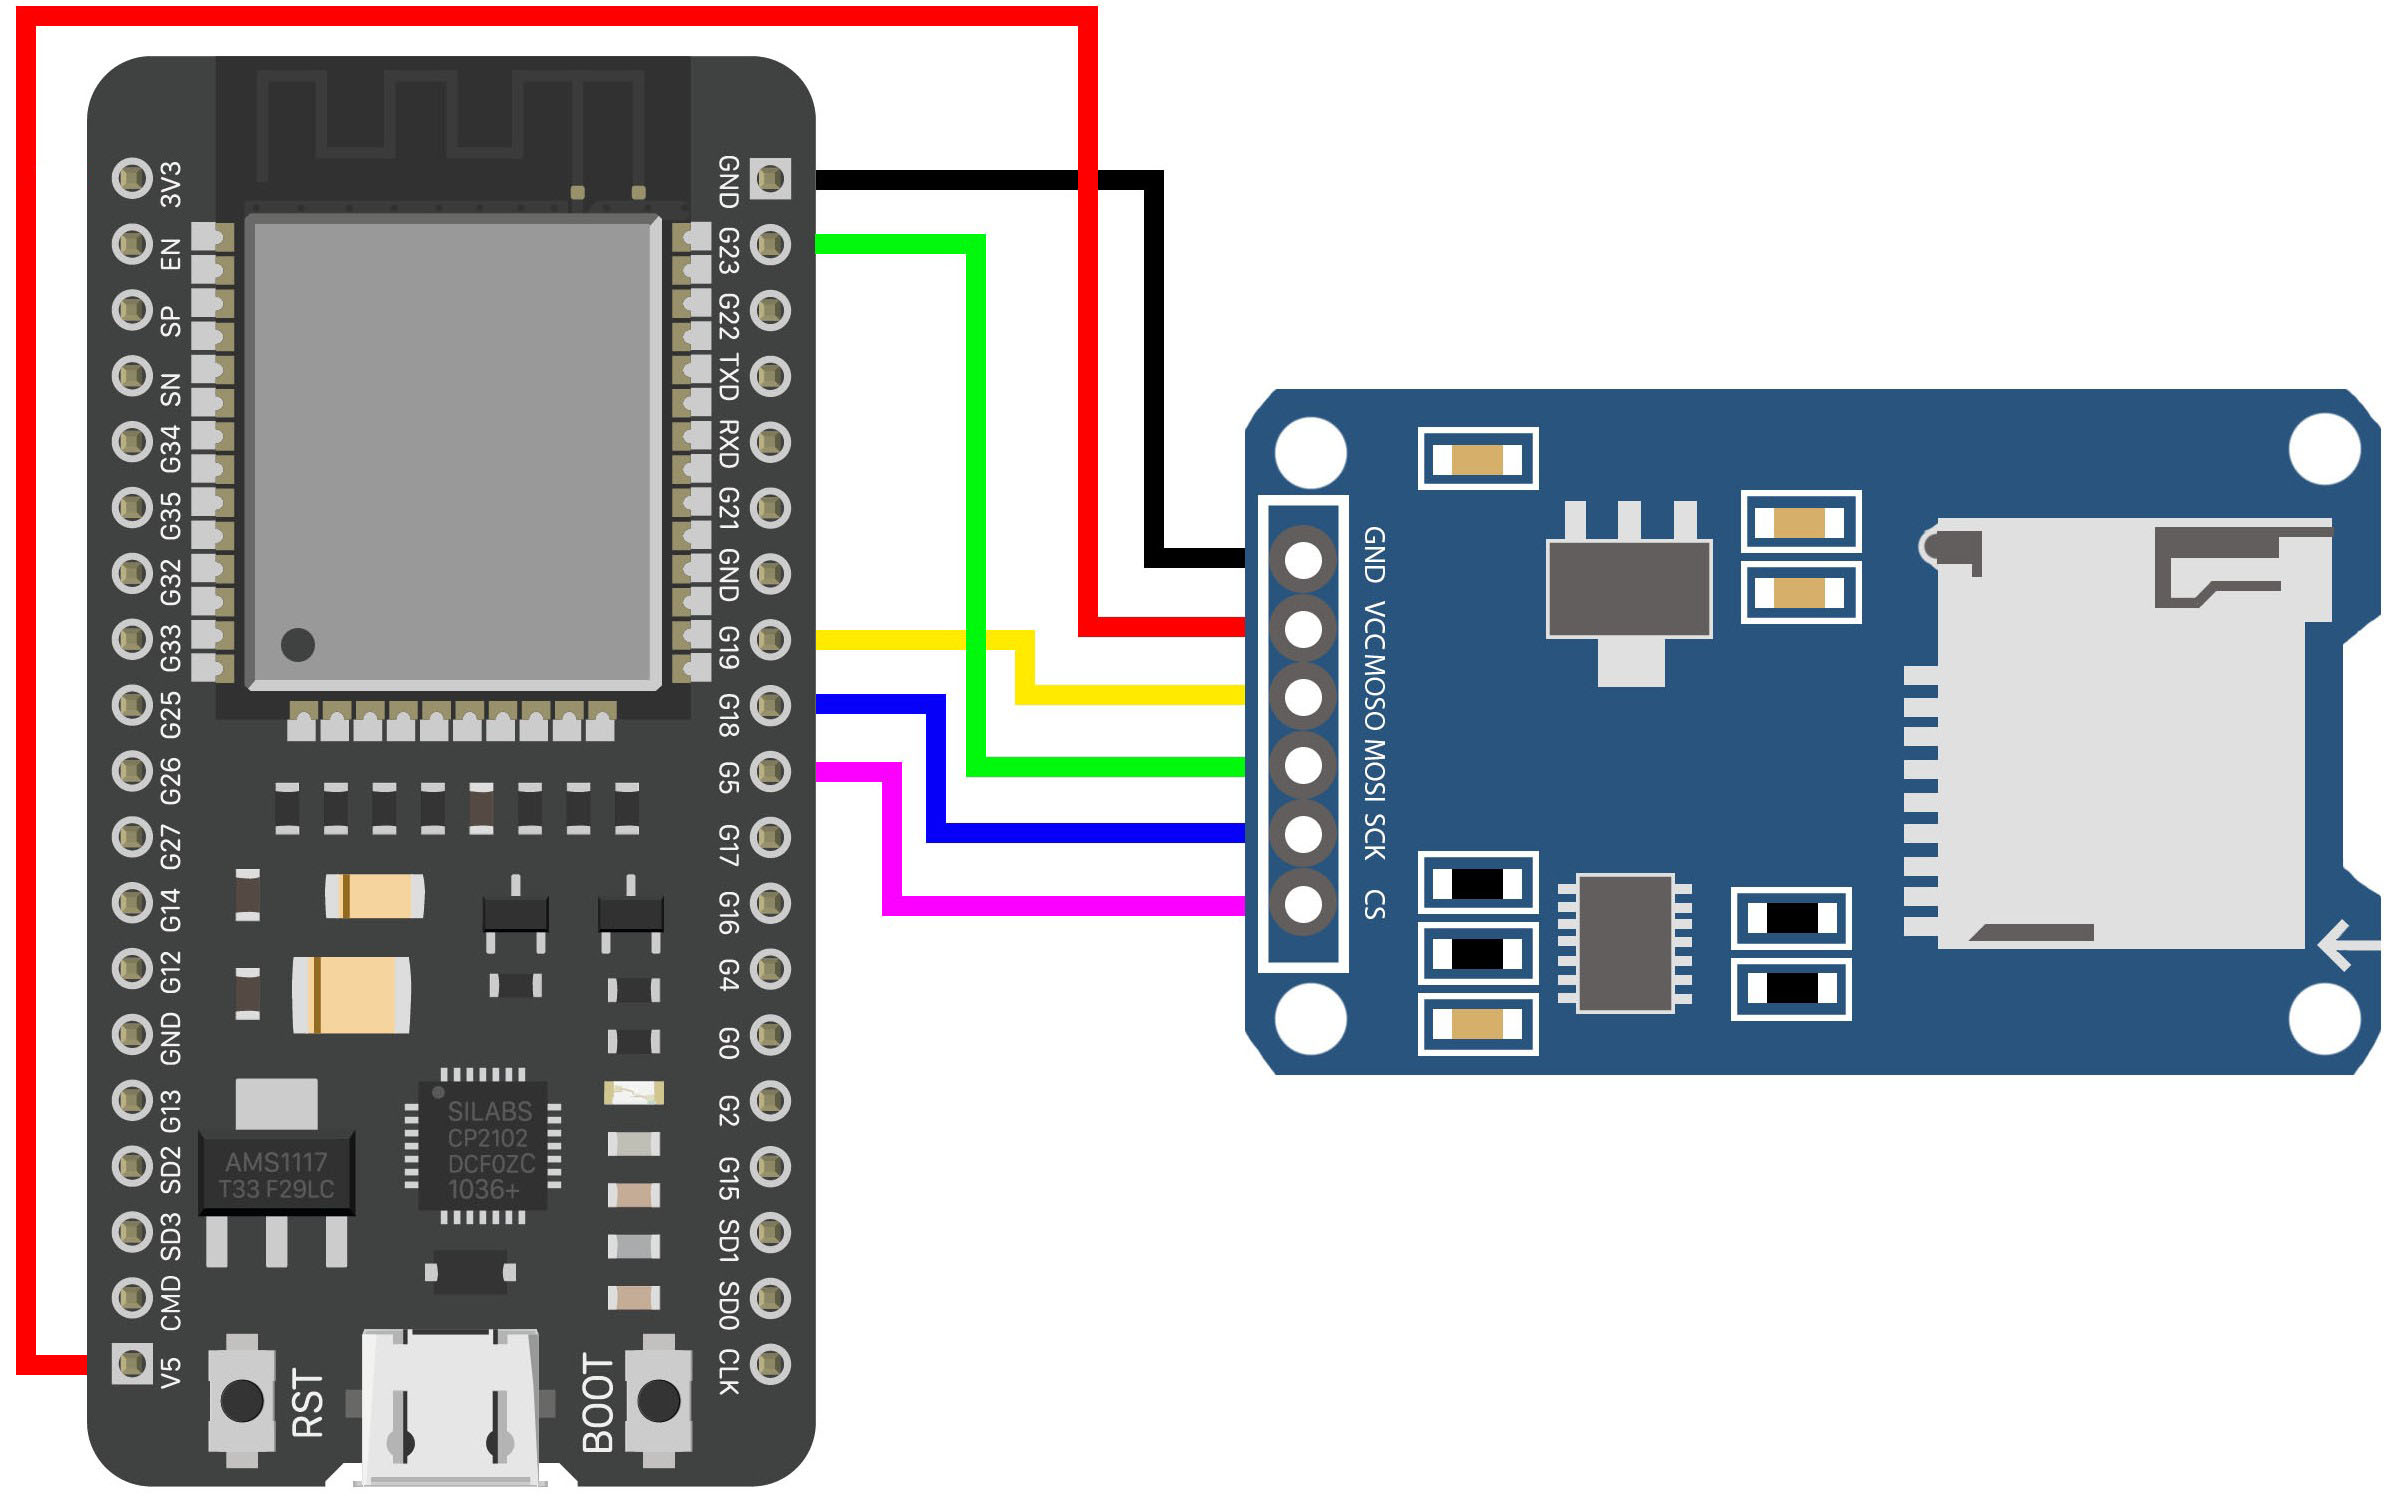 3V3
EN
SP
SN
G34
G35
G32
G33
G25
G26
G27
G14
G12
GND
G13
SD2
SD3
CMD
V5
GND
G23
G22
TXD
RXD
G21
GND
G19
G18
G5
G17
G16
G4
G0
G2
G15
SD1
SD0
CLK
AMS1117
T33 F29LC
SILABS
CP2102
DCF0ZC
1036+
RST
BOOT
GND
VCC
MOSO
MOSI
SCK
CS